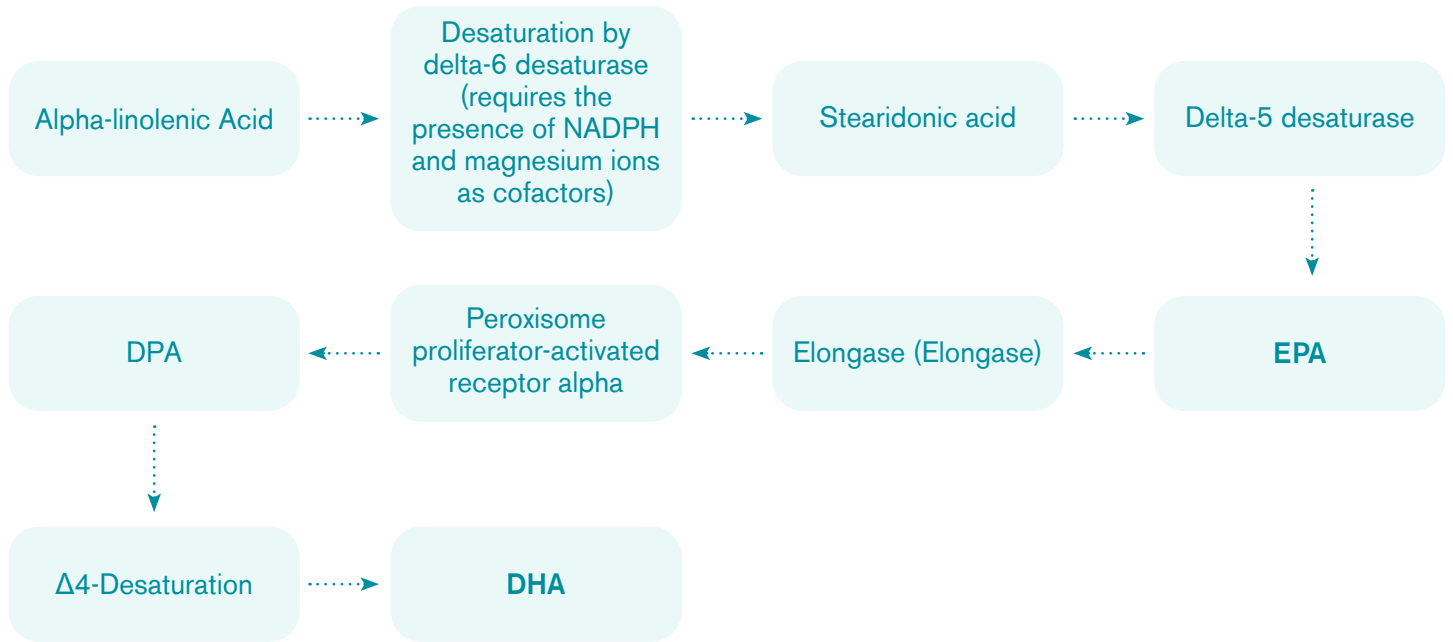 Alpha-linolenic Acid
Desaturation by
delta-6 desaturase
(requires the
presence of NADPH
and magnesium ions
as cofactors)
Stearidonic acid
Delta-5 desaturase
EPA
Elongase (Elongase)
Peroxisome
proliferator-activated
receptor alpha
DPA
Δ4-Desaturation
DHA